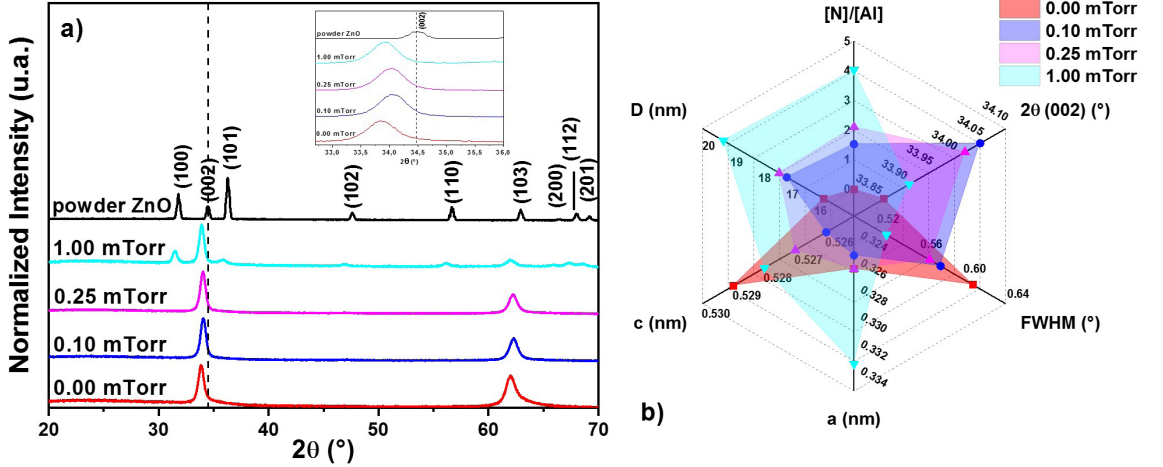 a)
Normalized Intensity (u.a.)
powder ZnO
1.00 mTorr
0.25 mTorr
0.10 mTorr
0.00 mTorr
(100)
(002)
(101)
(102)
(110)
(103)
(200)
(112)
(201)
20 30 40 50 60 70
2θ (°)
(002)
powder ZnO
1.00 mTorr
0.25 mTorr
0.10 mTorr
0.00 mTorr
33,0 33,5 34,0 34,5 35,0 35,5 36,0
2θ (°)
b)
0.00 mTorr
0.10 mTorr
0.25 mTorr
1.00 mTorr
[N]/[Al]
5
4
3
2
1
0
2θ (002) (°)
34.10
34.05
34.00
33.95
33.90
33.85
FWHM (°)
0.52
0.56
0.60
0.64
a (nm)
0.324
0.326
0.328
0.330
0.332
0.334
c (nm)
0.526
0.527
0.528
0.529
0.530
D (nm)
20
19
18
17
16